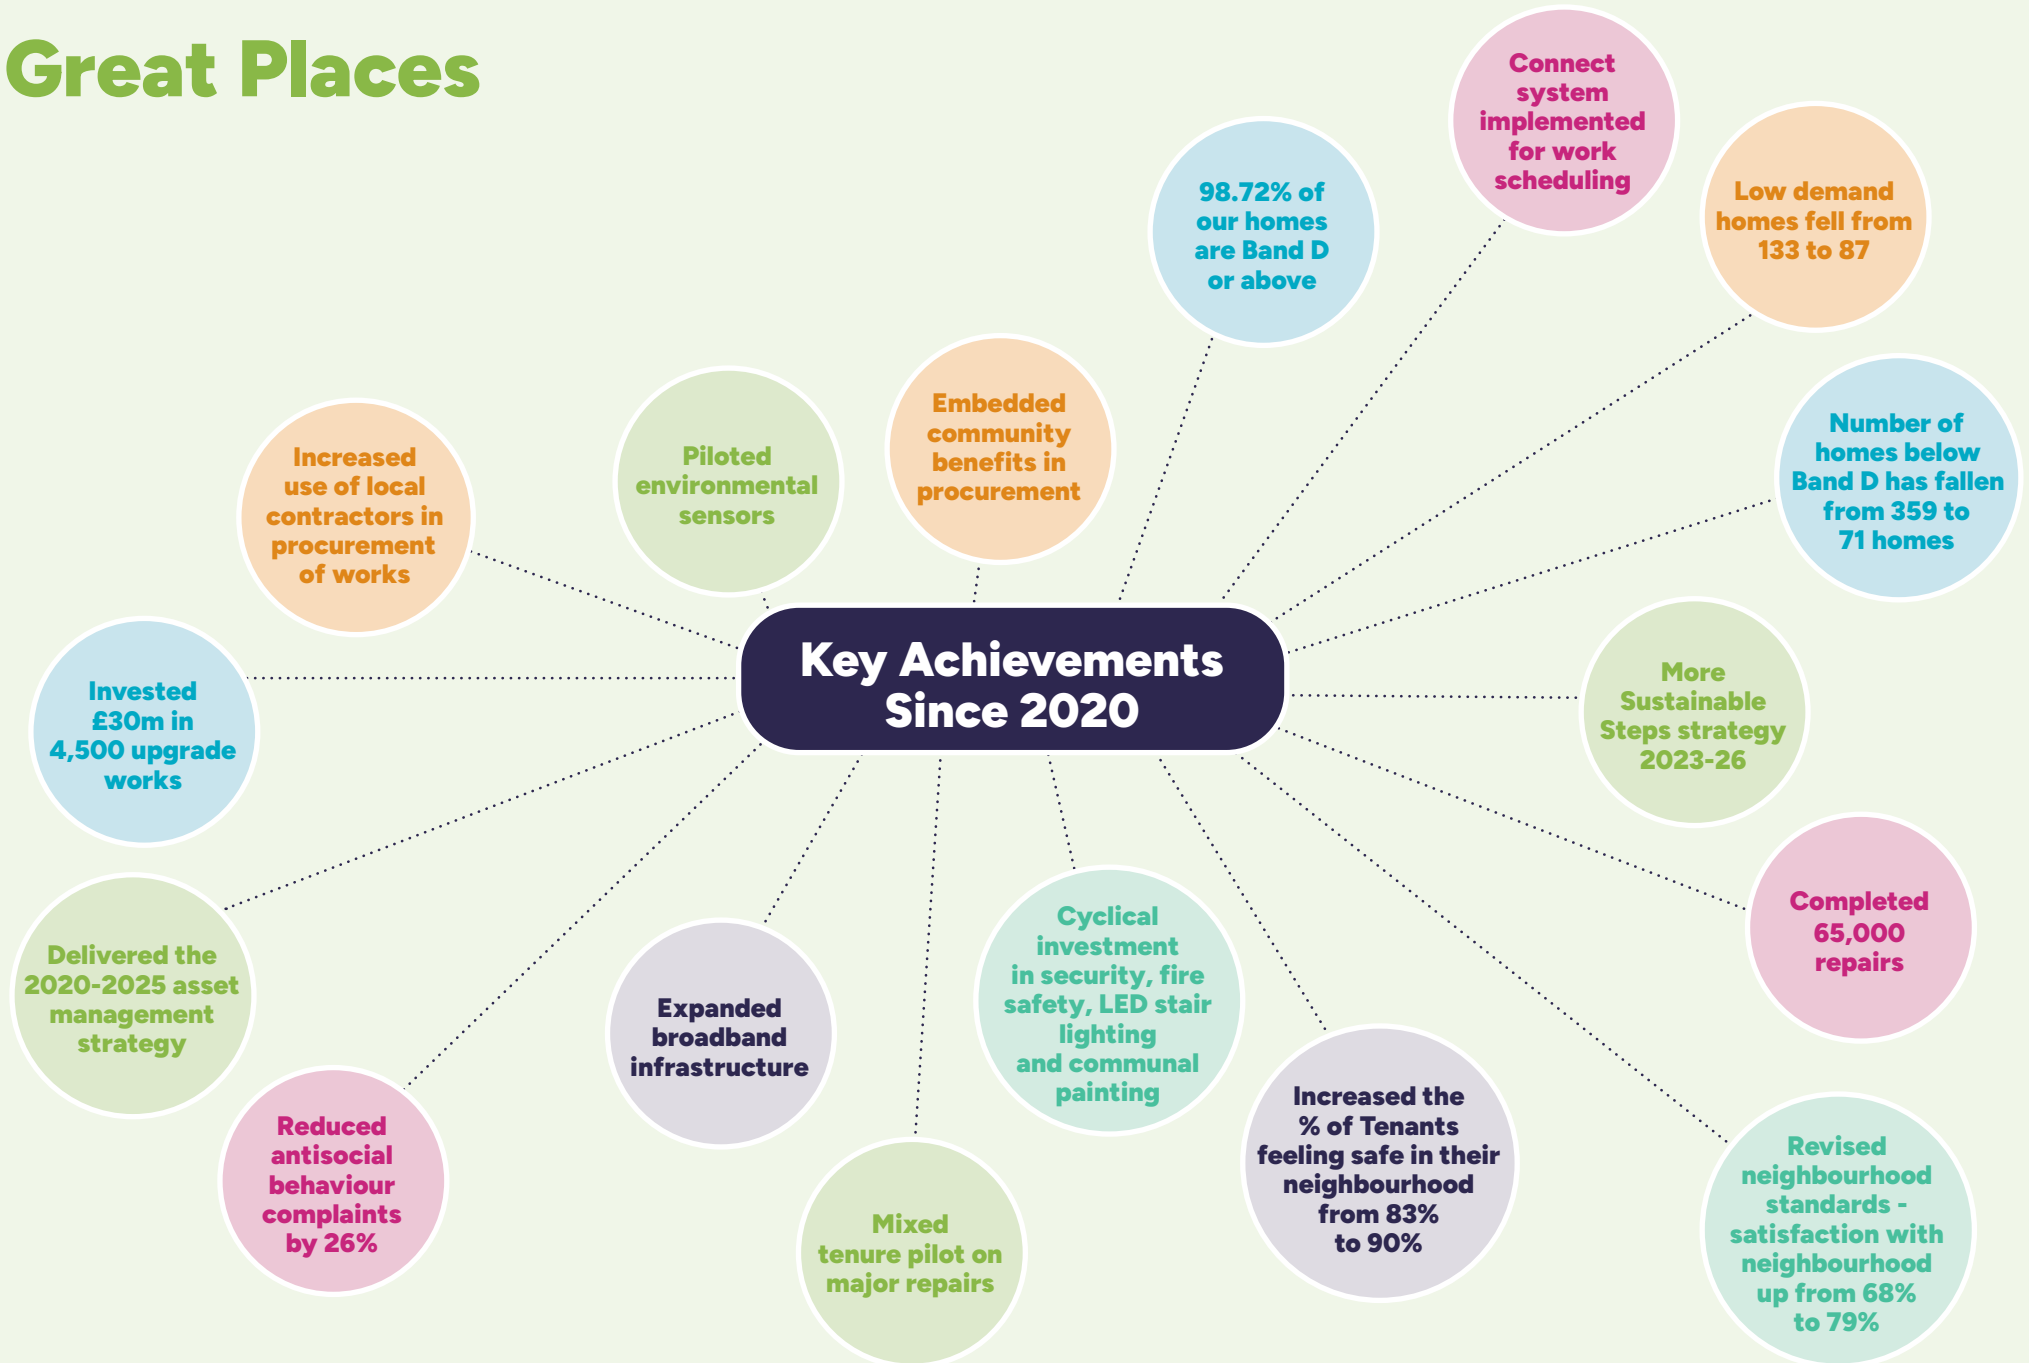 Great Places
Connect
system
implemented
for work
scheduling
98.72% of
our homes
are Band D
or above
Low demand
homes fell from
133 to 87
Embedded
community
benefits in
procurement
Piloted
environmental
sensors
Increased
use of local
contractors in
procurement
of works
Number of
homes below
Band D has fallen
from 359 to
71 homes
Key Achievements
Since 2020
Invested
£30m in
4,500 upgrade
works
More
Sustainable
Steps strategy
2023-26
Delivered the
2020-2025 asset
management
strategy
Completed
65,000
repairs
Reduced
antisocial
behaviour
complaints
by 26%
Expanded
broadband
infrastructure
Mixed
tenure pilot on
major repairs
Cyclical
investment
in security, fire
safety, LED stair
lighting
and communal
painting
Increased the
% of Tenants
feeling safe in their
neighbourhood
from 83%
to 90%
Revised
neighbourhood
standards -
satisfaction with
neighbourhood
up from 68%
to 79%